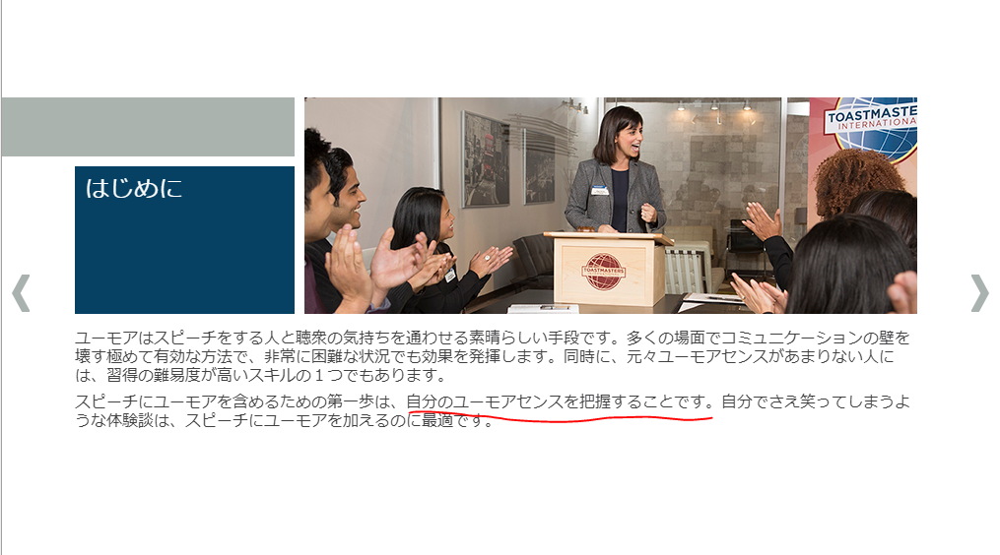 TOASTMASTE
INTERNATIONA
はじめに
TOASTMASTERS
ユーモアはスピーチをする人と聴衆の気持ちを通わせる素晴らしい手段です。多くの場面でコミュニケーションの壁を
壊す極めて有効な方法で、非常に困難な状況でも効果を発揮します。同時に、元々ユーモアセンスがあまりない人に
は、習得の難易度が高いスキルの１つでもあります。
スピーチにユーモアを含めるための第一歩は、自分のユーモアセンスを把握することです。自分でさえ笑ってしまうよ
うな体験談は、スピーチにユーモアを加えるのに最適です。